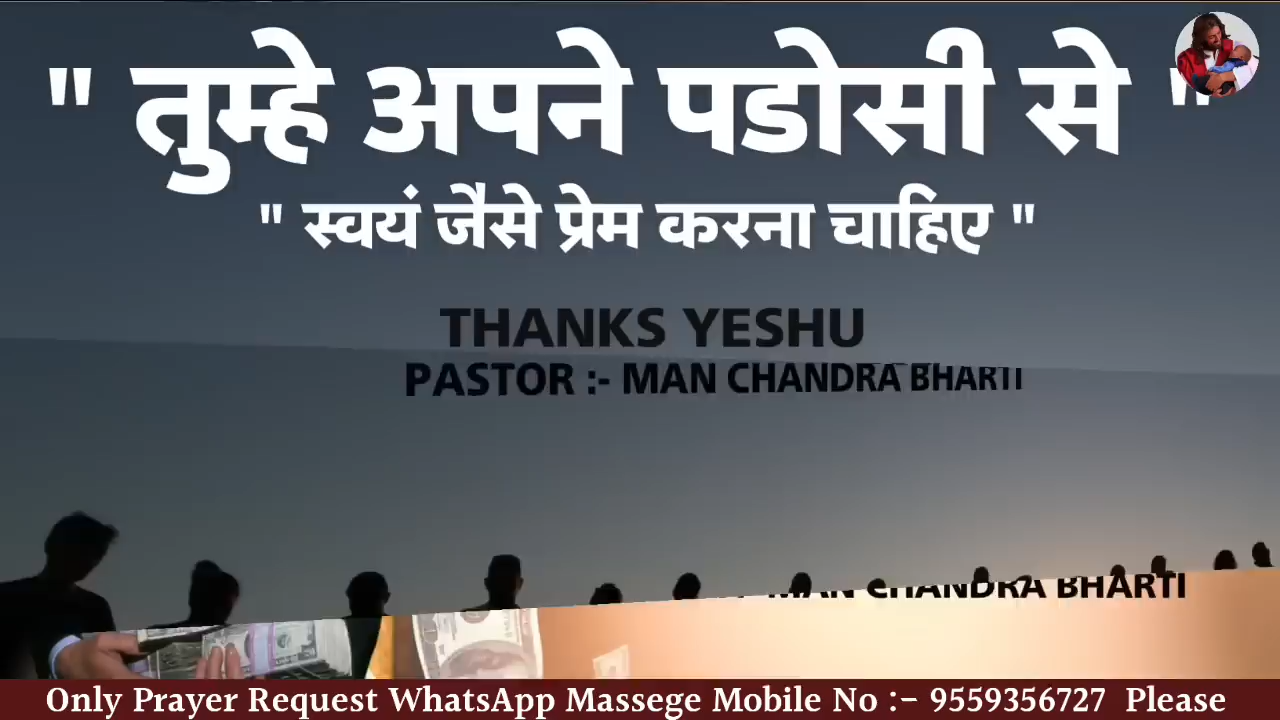 " तुम्हे अपने पडोसी से "
" स्वयं जैसे प्रेम करना चाहिए "
THANKS YESHU
PASTOR :- MAN CHANDRA BHARTI
MAN CHANDRA BHARTI
Only Prayer Request WhatsApp Massege Mobile No :- 9559356727 Please